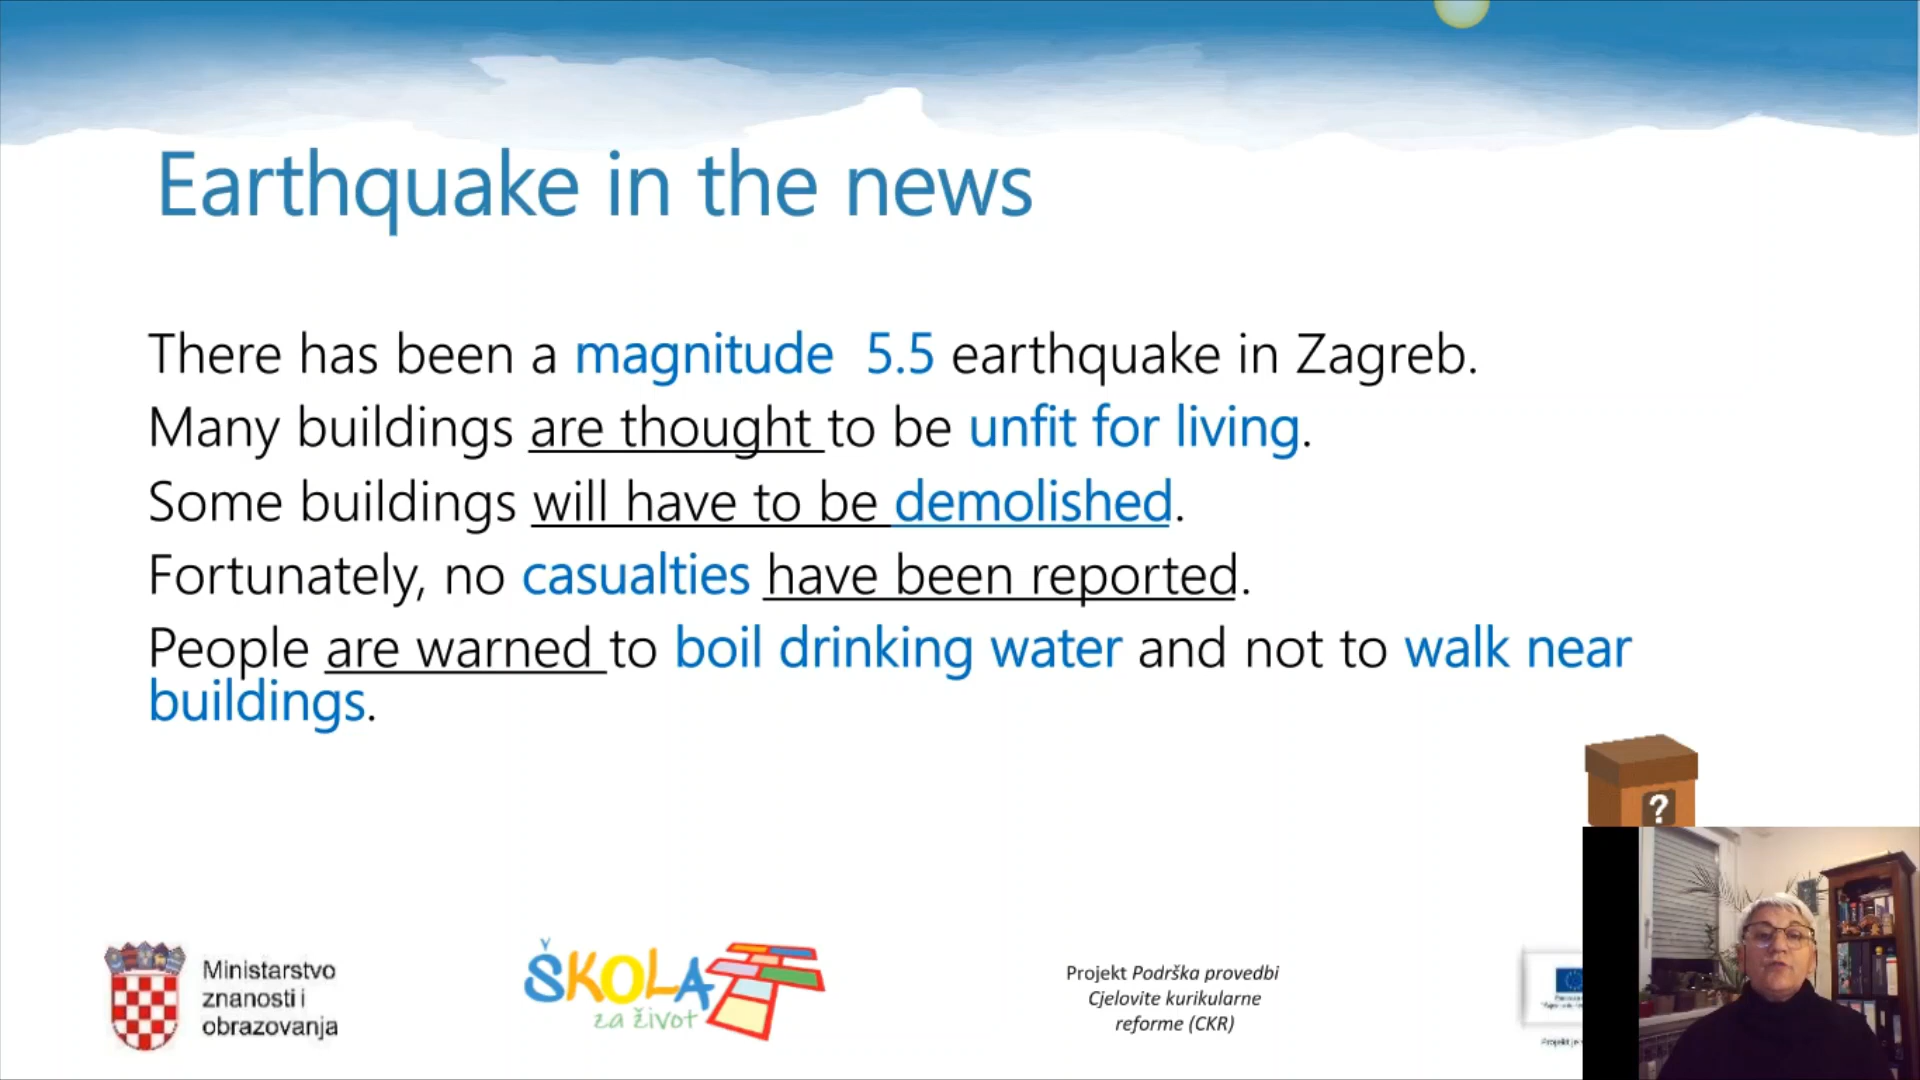 Earthquake in the news
There has been a magnitude 5.5 earthquake in Zagreb.
Many buildings are thought to be unfit for living.
Some buildings will have to be demolished.
Fortunately, no casualties have been reported.
People are warned to boil drinking water and not to walk near
buildings.
?
Ministarstvo
znanosti i
obrazovanja
ŠKOLA
za život
Projekt Podrška provedbi
Cjelovite kurikularne
reforme (CKR)
Projekt je